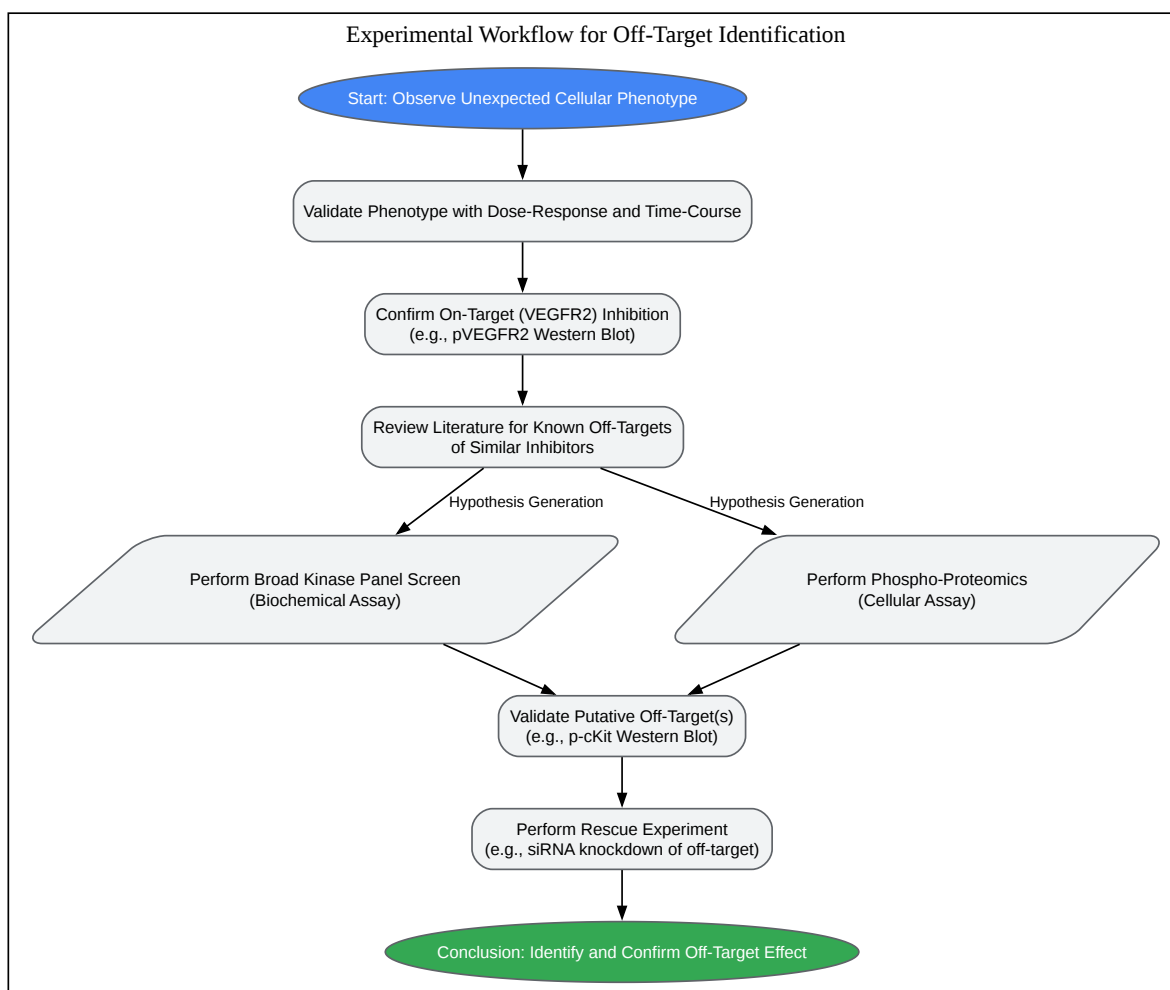 Experimental Workflow for Off-Target Identification
Start: Observe Unexpected Cellular Phenotype
Validate Phenotype with Dose-Response and Time-Course
Confirm On-Target (VEGFR2) Inhibition
(e.g., pVEGFR2 Western Blot)
Review Literature for Known Off-Targets
of Similar Inhibitors
Hypothesis Generation
Hypothesis Generation
Perform Broad Kinase Panel Screen
(Biochemical Assay)
Perform Phospho-Proteomics
(Cellular Assay)
Validate Putative Off-Target(s)
(e.g., p-cKit Western Blot)
Perform Rescue Experiment
(e.g., siRNA knockdown of off-target)
Conclusion: Identify and Confirm Off-Target Effect